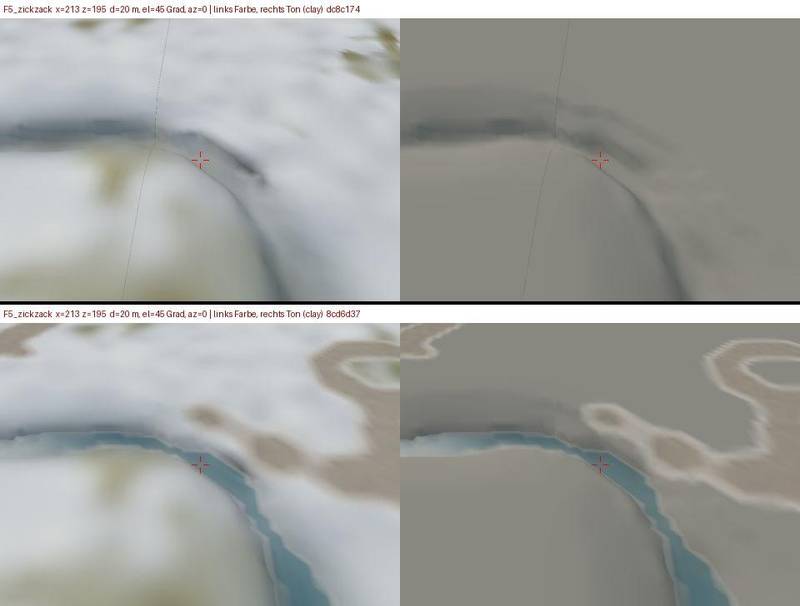 F5_zickzack x=213 z=195 d=20 m, el=45 Grad, az=0 | links Farbe, rechts Ton (clay) dc8c174
F5_zickzack x=213 z=195 d=20 m, el=45 Grad, az=0 | links Farbe, rechts Ton (clay) 8cd6d37